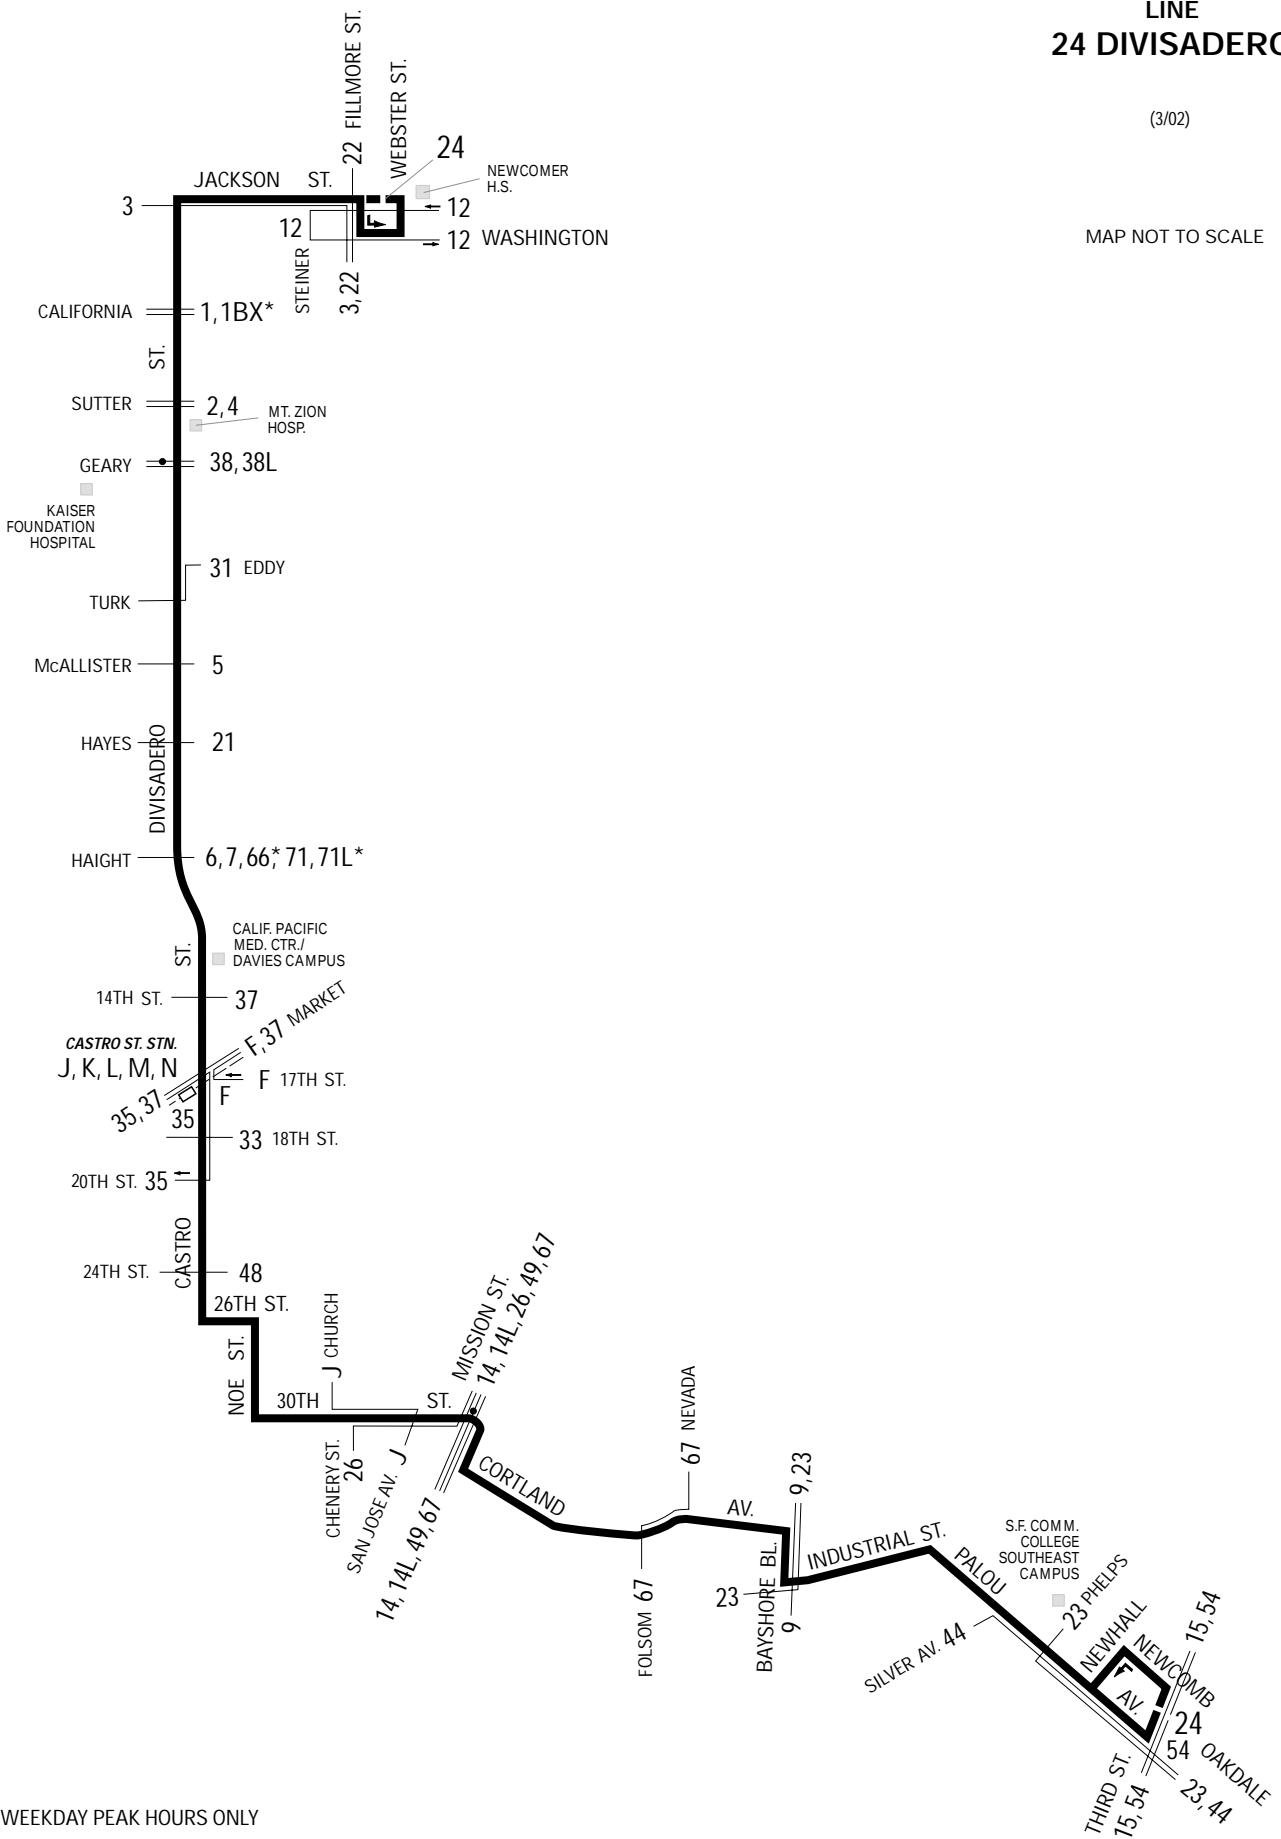 LINE
24 DIVISADERO
(3/02)
MAP NOT TO SCALE
22 FILLMORE ST.
WEBSTER ST.
24
NEWCOMER
H.S.
JACKSON ST.
3
12
12
12 WASHINGTON
STEINER
3, 22
CALIFORNIA
1, 1BX*
ST.
SUTTER
2, 4
MT. ZION
HOSP.
GEARY
38, 38L
KAISER
FOUNDATION
HOSPITAL
31 EDDY
TURK
McALLISTER
5
DIVISADERO
HAYES
21
HAIGHT
6, 7, 66,* 71, 71L*
ST.
CALIF. PACIFIC
MED. CTR./
DAVIES CAMPUS
14TH ST.
37
F, 37 MARKET
CASTRO ST. STN.
J, K, L, M, N
F 17TH ST.
F
35, 37
35
33 18TH ST.
20TH ST. 35
CASTRO
24TH ST.
48
26TH ST.
NOE ST.
J CHURCH
30TH ST.
MISSION ST.
14, 14L, 26, 49, 67
CHENERY ST.
26
SAN JOSE AV. J
14, 14L, 49, 67
CORTLAND AV.
67 NEVADA
FOLSOM 67
9, 23
23
BAYSHORE BL.
9
INDUSTRIAL ST.
PALOU AV.
S.F. COMM.
COLLEGE
SOUTHEAST
CAMPUS
SILVER AV. 44
23 PHELPS
NEWHALL
NEWCOMB
15, 54
24
54 OAKDALE
23, 44
THIRD ST.
15, 54
WEEKDAY PEAK HOURS ONLY